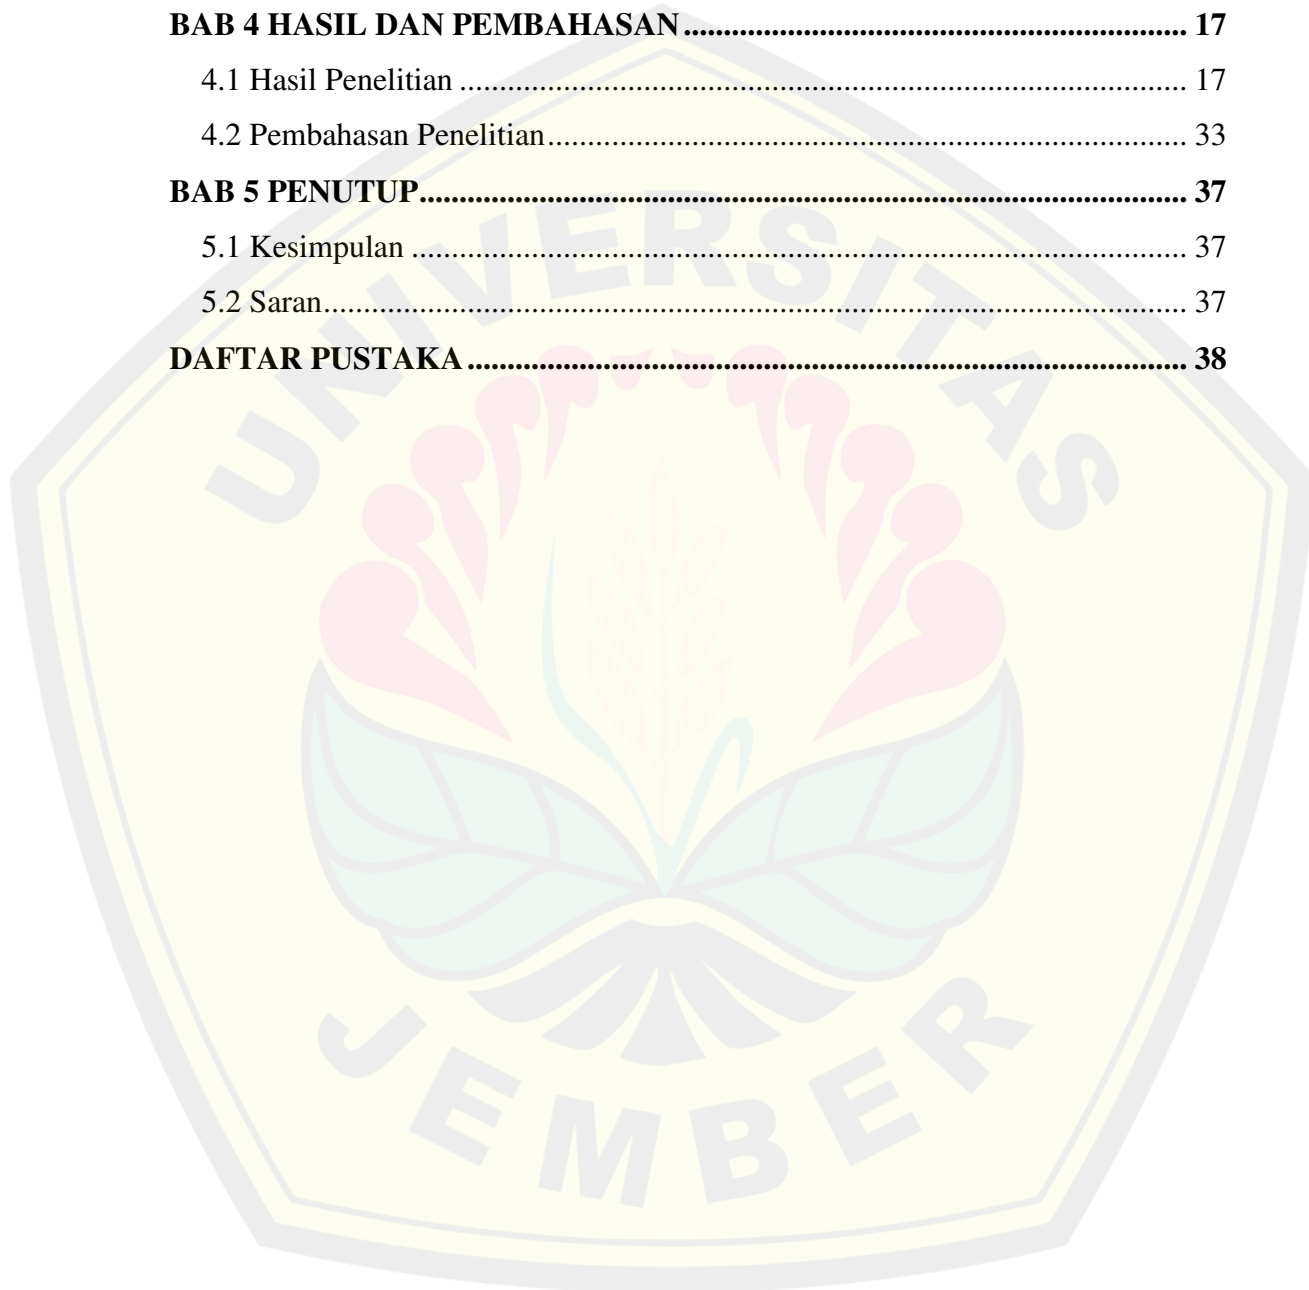 BAB 4 HASIL DAN PEMBAHASAN ................................................................ 17
4.1 Hasil Penelitian ............................................................................................ 17
4.2 Pembahasan Penelitian................................................................................. 33
BAB 5 PENUTUP................................................................................................. 37
5.1 Kesimpulan .................................................................................................. 37
5.2 Saran............................................................................................................. 37
DAFTAR PUSTAKA ........................................................................................... 38
UNIVERSITAS
JEMBER